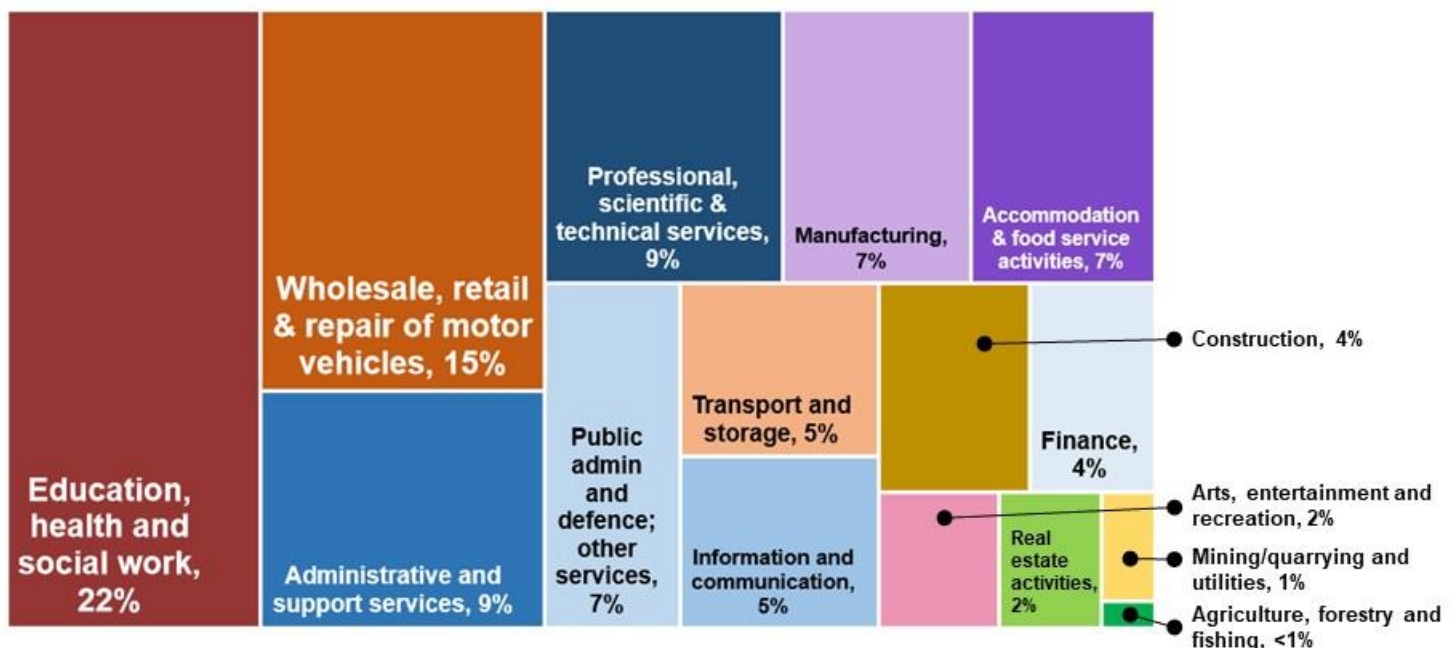 Education,
health and
social work,
22%
Wholesale, retail
& repair of motor
vehicles, 15%
Administrative and
support services, 9%
Professional,
scientific &
technical services,
9%
Manufacturing,
7%
Accommodation
& food service
activities, 7%
Public
admin
and
defence;
other
services,
7%
Transport and
storage, 5%
Information and
communication,
5%
Finance,
4%
Real
estate
activities,
2%
Construction, 4%
Arts, entertainment and
recreation, 2%
Mining/quarrying and
utilities, 1%
Agriculture, forestry and
fishing, <1%